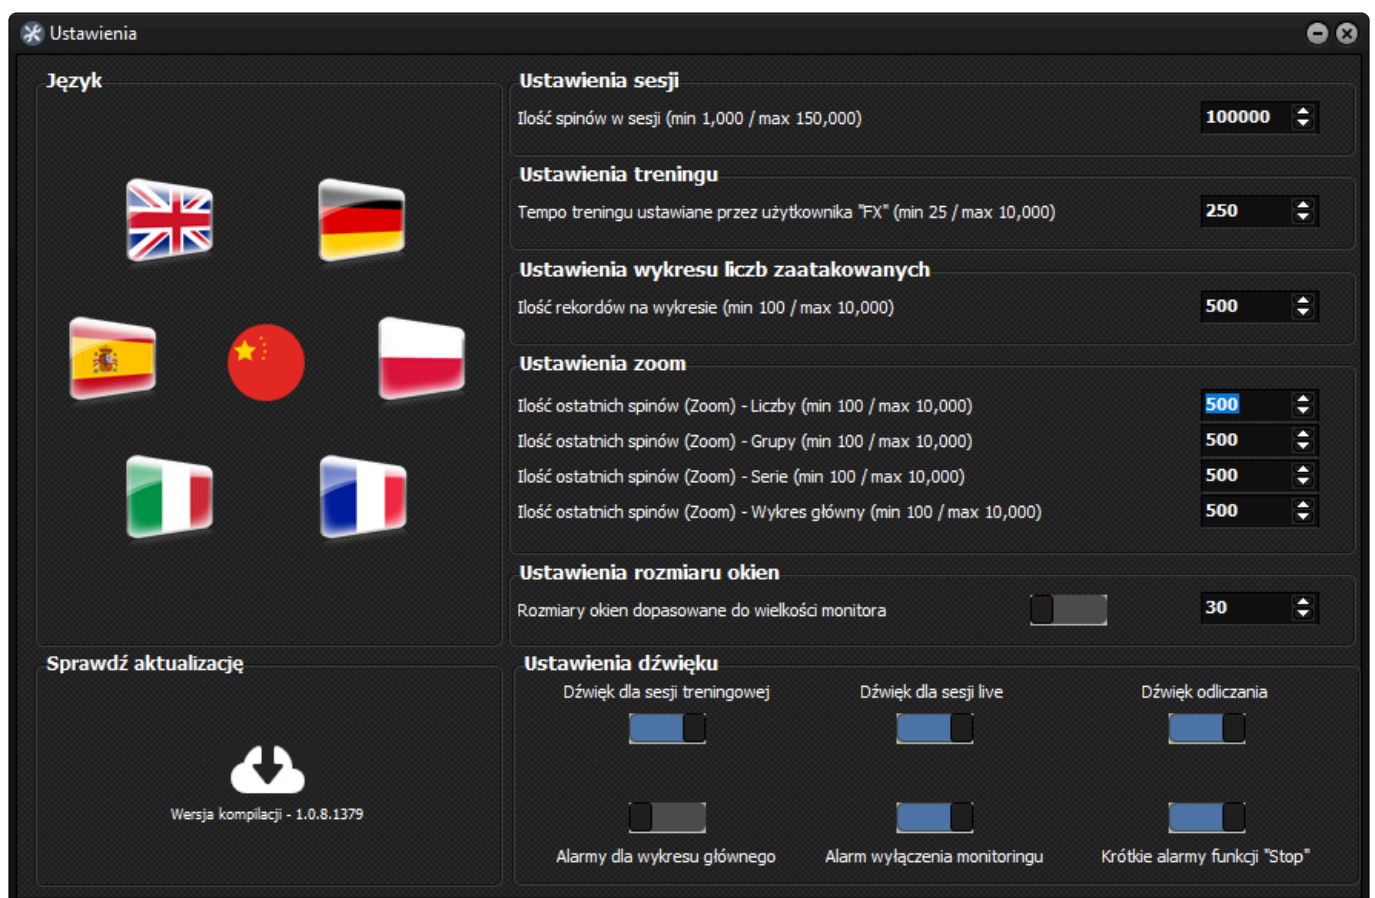 Ustawienia
Język
Ustawienia sesji
Ilość spinów w sesji (min 1,000 / max 150,000)
100000
Ustawienia treningu
Tempo treningu ustawiane przez użytkownika "FX" (min 25 / max 10,000)
250
Ustawienia wykresu liczb zaatakowanych
Ilość rekordów na wykresie (min 100 / max 10,000)
500
Ustawienia zoom
Ilość ostatnich spinów (Zoom) - Liczby (min 100 / max 10,000)
500
Ilość ostatnich spinów (Zoom) - Grupy (min 100 / max 10,000)
500
Ilość ostatnich spinów (Zoom) - Serie (min 100 / max 10,000)
500
Ilość ostatnich spinów (Zoom) - Wykres główny (min 100 / max 10,000)
500
Ustawienia rozmiaru okien
Rozmiary okien dopasowane do wielkości monitora
30
Sprawdź aktualizację
Wersja kompilacji - 1.0.8.1379
Ustawienia dźwięku
Dźwięk dla sesji treningowej
Dźwięk dla sesji live
Dźwięk odliczania
Alarmy dla wykresu głównego
Alarm wyłączenia monitoringu
Krótkie alarmy funkcji "Stop"